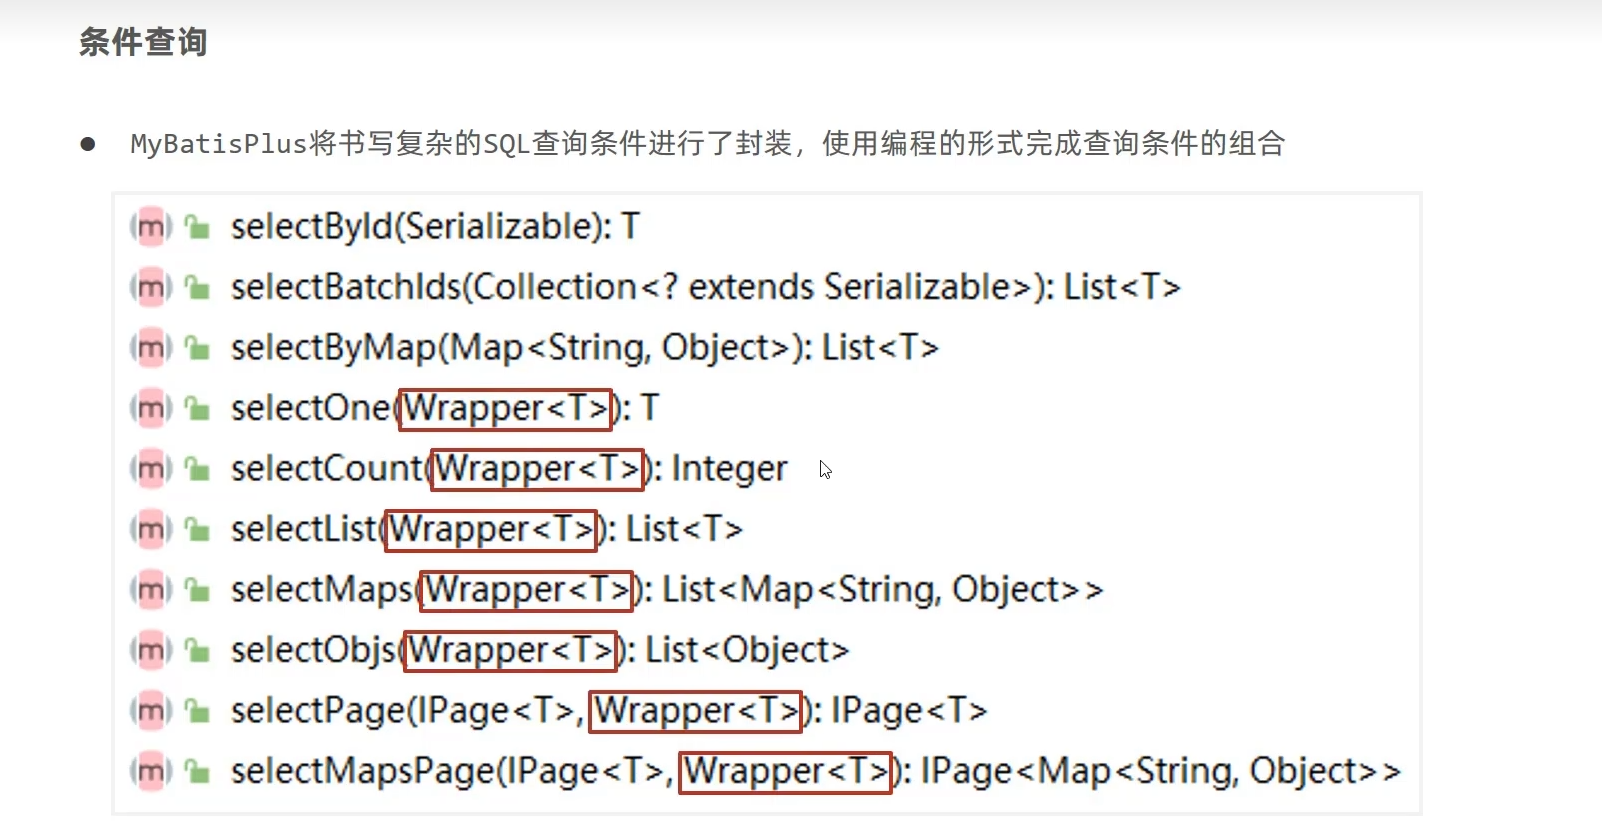 条件查询
● MyBatisPlus将书写复杂的SQL查询条件进行了封装，使用编程的形式完成查询条件的组合
m selectById(Serializable): T
m selectBatchIds(Collection<? extends Serializable>): List<T>
m selectByMap(Map<String, Object>): List<T>
m selectOne(Wrapper<T>): T
m selectCount(Wrapper<T>): Integer
m selectList(Wrapper<T>): List<T>
m selectMaps(Wrapper<T>): List<Map<String, Object>>
m selectObjs(Wrapper<T>): List<Object>
m selectPage(IPage<T>, Wrapper<T>): IPage<T>
m selectMapsPage(IPage<T>, Wrapper<T>): IPage<Map<String, Object>>